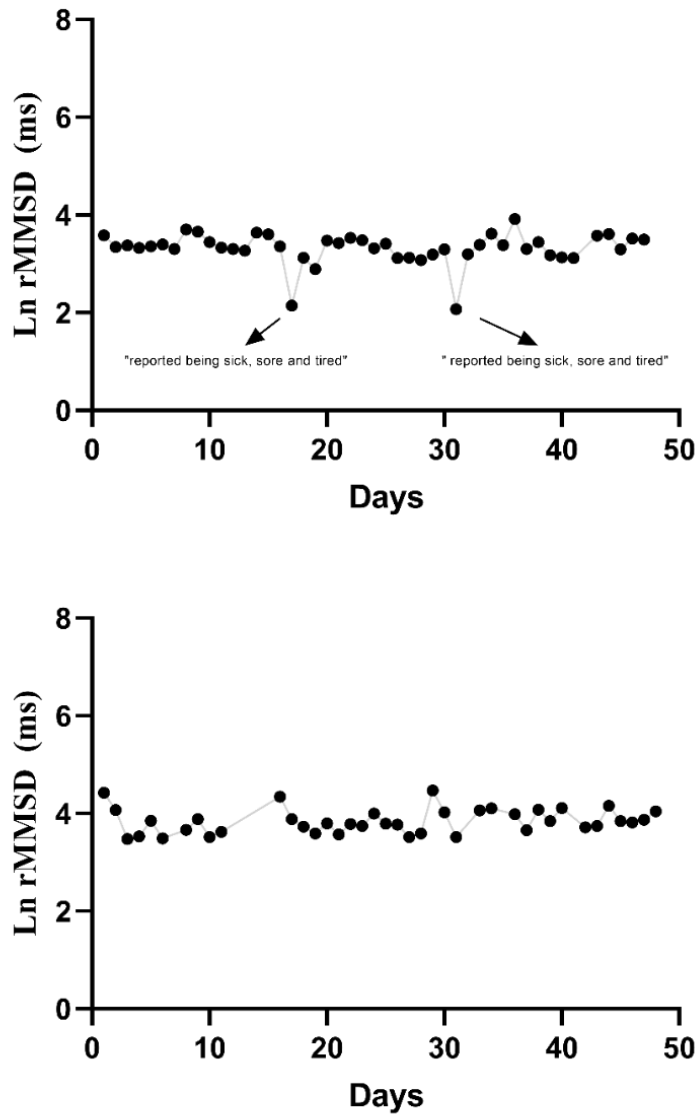 8
6
4
2
0
Ln rMMSD (ms)
"reported being sick, sore and tired"
" reported being sick, sore and tired"
0 10 20 30 40 50
Days
8
6
4
2
0
Ln rMMSD (ms)
0 10 20 30 40 50
Days